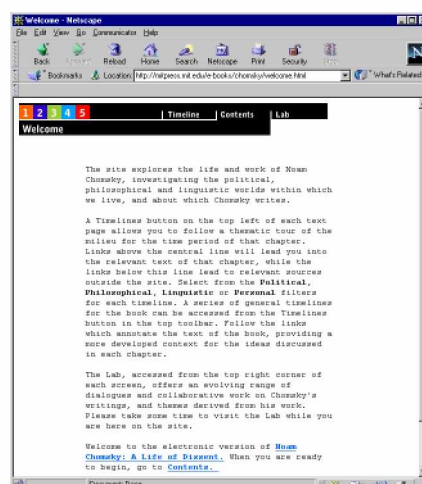 Welcome - Netscape
File Edit View Go Communicator Help
Back Reload Home Search Netscape Print Security
Bookmarks Location: http://mitpress.mit.edu/e-books/chomsky/welcome.html What's Related
1 2 3 4 5 | Timeline | Contents | Lab
Welcome
The site explores the life and work of Noam
Chomsky, investigating the political,
philosophical and linguistic worlds within which
we live, and about which Chomsky writes.
A Timelines button on the top left of each text
page allows you to follow a thematic tour of the
milieu for the time period of that chapter.
Links above the central line will lead you into
the relevant text of that chapter, while the
links below this line lead to relevant sources
outside the site. Select from the Political,
Philosophical, Linguistic or Personal filters
for each timeline. A series of general timelines
for the book can be accessed from the Timelines
button in the top toolbar. Follow the links
which annotate the text of the book, providing a
more developed context for the ideas discussed
in each chapter.
The Lab, accessed from the top right corner of
each screen, offers an evolving range of
dialogues and collaborative work on Chomsky's
writings, and themes derived from his work.
Please take some time to visit the Lab while you
are here on the site.
Welcome to the electronic version of Noam
Chomsky: A Life of Dissent. When you are ready
to begin, go to Contents.
Document: Done